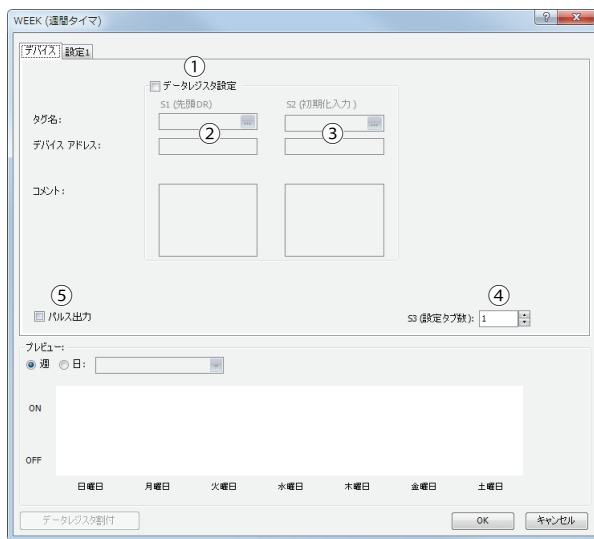 WEEK (週間タイマ)
デバイス 設定1
①
データレジスタ設定
S1 (先頭DR) S2 (初期化入力)
タグ名: ② ③
デバイス アドレス:
コメント:
⑤ ④
パルス出力 S3 (設定タブ数): 1
プレビュー:
週 日:
ON
OFF
日曜日 月曜日 火曜日 水曜日 木曜日 金曜日 土曜日
データレジスタ割付 OK キャンセル